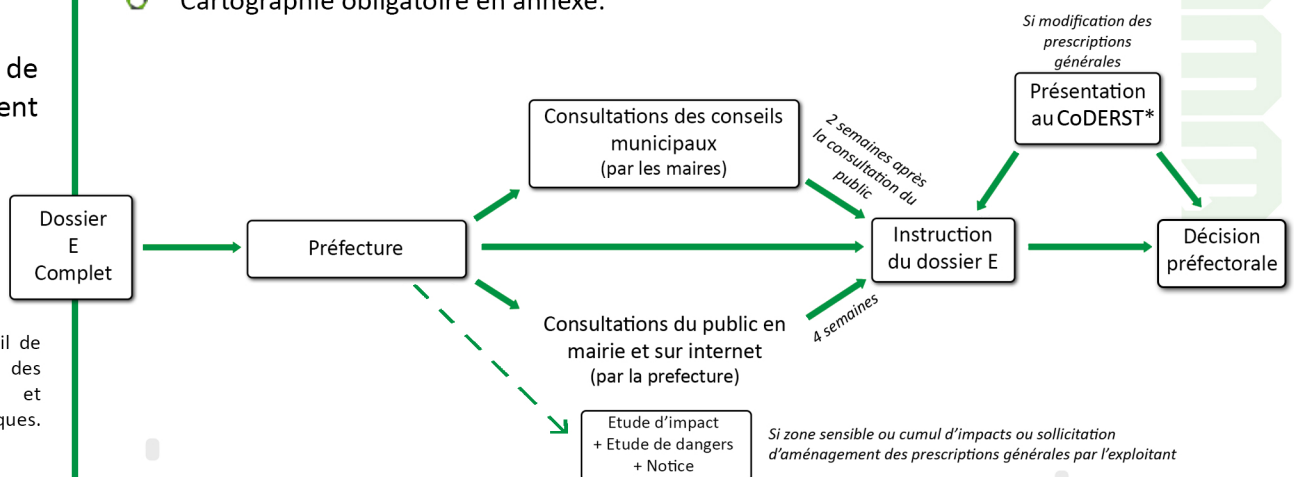 Cartographie obligatoire en annexe.
de
ent
Si modification des
prescriptions
générales
Présentation
au CoDERST*
Consultations des conseils
municipaux
(par les maires)
2 semaines après
la consultation du
public
Dossier
E
Complet
Préfecture
Instruction
du dossier E
Décision
préfectorale
4 semaines
Consultations du public en
mairie et sur internet
(par la prefecture)
il de
des
et
ques.
Etude d’impact
+ Etude de dangers
+ Notice
Si zone sensible ou cumul d’impacts ou sollicitation
d’aménagement des prescriptions générales par l’exploitant